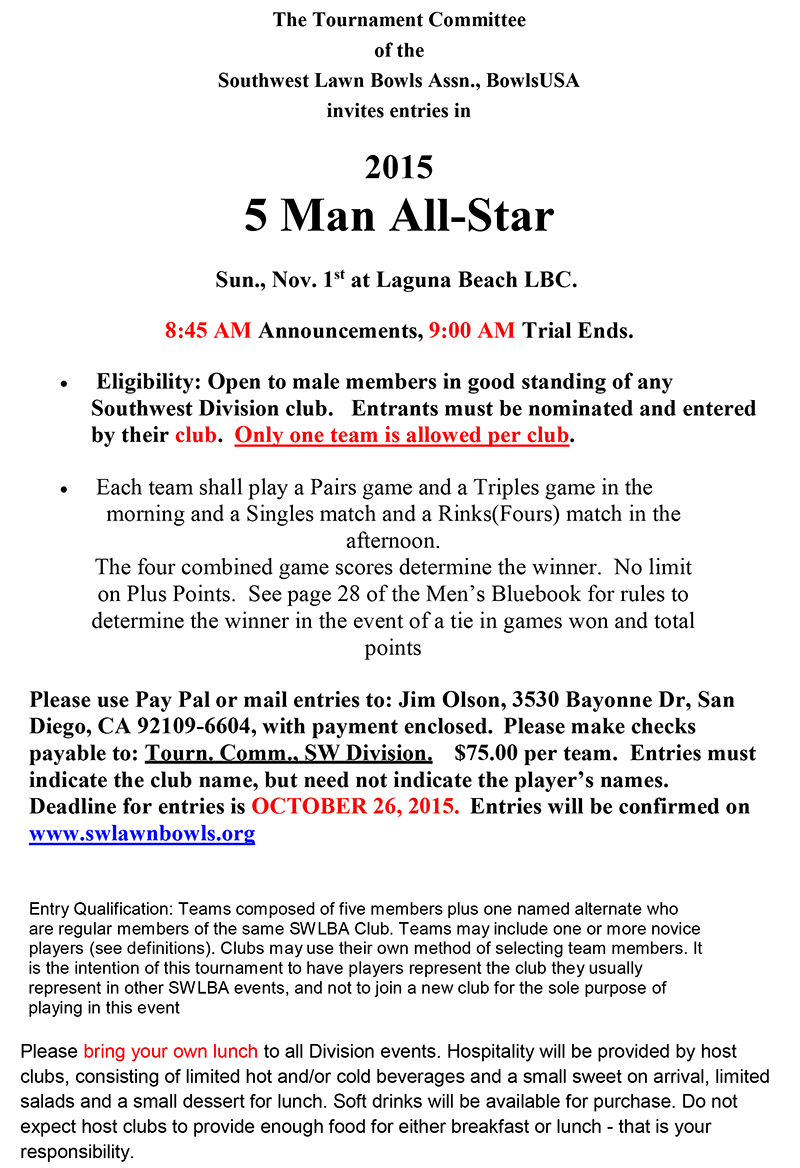 The Tournament Committee
of the
Southwest Lawn Bowls Assn., BowlsUSA
invites entries in
2015
5 Man All-Star
Sun., Nov. 1st at Laguna Beach LBC.
8:45 AM Announcements, 9:00 AM Trial Ends.
• Eligibility: Open to male members in good standing of any
Southwest Division club. Entrants must be nominated and entered
by their club. Only one team is allowed per club.
• Each team shall play a Pairs game and a Triples game in the
morning and a Singles match and a Rinks(Fours) match in the
afternoon.
The four combined game scores determine the winner. No limit
on Plus Points. See page 28 of the Men's Bluebook for rules to
determine the winner in the event of a tie in games won and total
points
Please use Pay Pal or mail entries to: Jim Olson, 3530 Bayonne Dr, San
Diego, CA 92109-6604, with payment enclosed. Please make checks
payable to: Tourn. Comm., SW Division. $75.00 per team. Entries must
indicate the club name, but need not indicate the player's names.
Deadline for entries is OCTOBER 26, 2015. Entries will be confirmed on
www.swlawnbowls.org
Entry Qualification: Teams composed of five members plus one named alternate who
are regular members of the same SWLBA Club. Teams may include one or more novice
players (see definitions). Clubs may use their own method of selecting team members. It
is the intention of this tournament to have players represent the club they usually
represent in other SWLBA events, and not to join a new club for the sole purpose of
playing in this event
Please bring your own lunch to all Division events. Hospitality will be provided by host
clubs, consisting of limited hot and/or cold beverages and a small sweet on arrival, limited
salads and a small dessert for lunch. Soft drinks will be available for purchase. Do not
expect host clubs to provide enough food for either breakfast or lunch - that is your
responsibility.